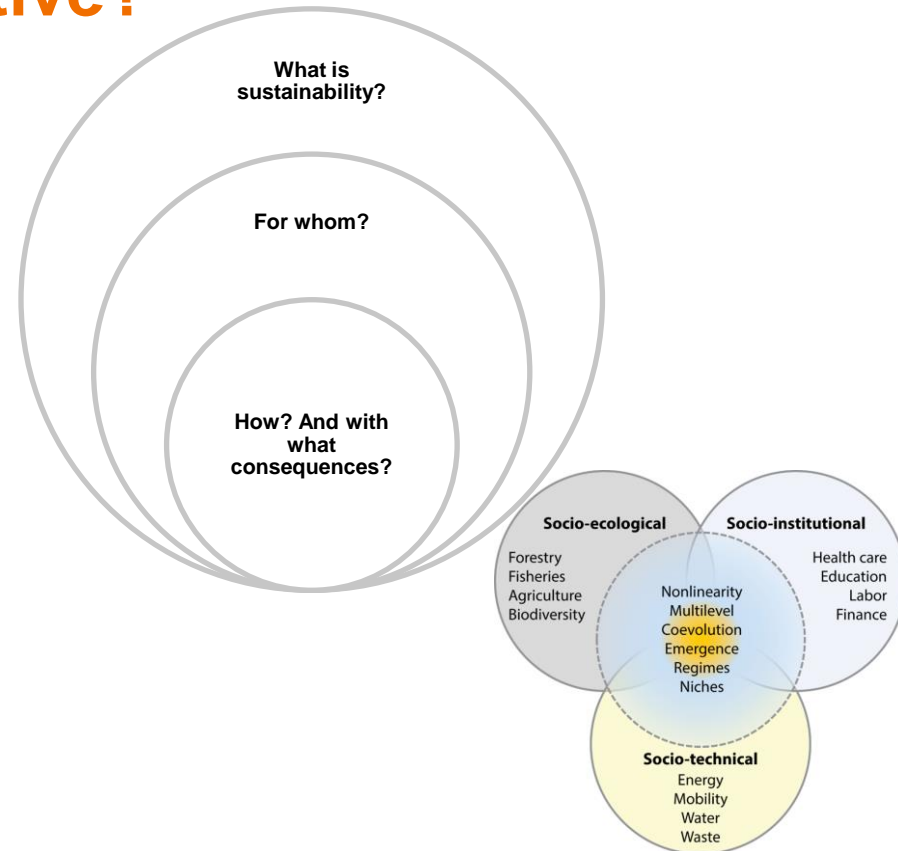 What is
sustainability?
For whom?
How? And with
what
consequences?
Socio-ecological
Forestry
Fisheries
Agriculture
Biodiversity
Socio-institutional
Health care
Education
Labor
Finance
Nonlinearity
Multilevel
Coevolution
Emergence
Regimes
Niches
Socio-technical
Energy
Mobility
Water
Waste